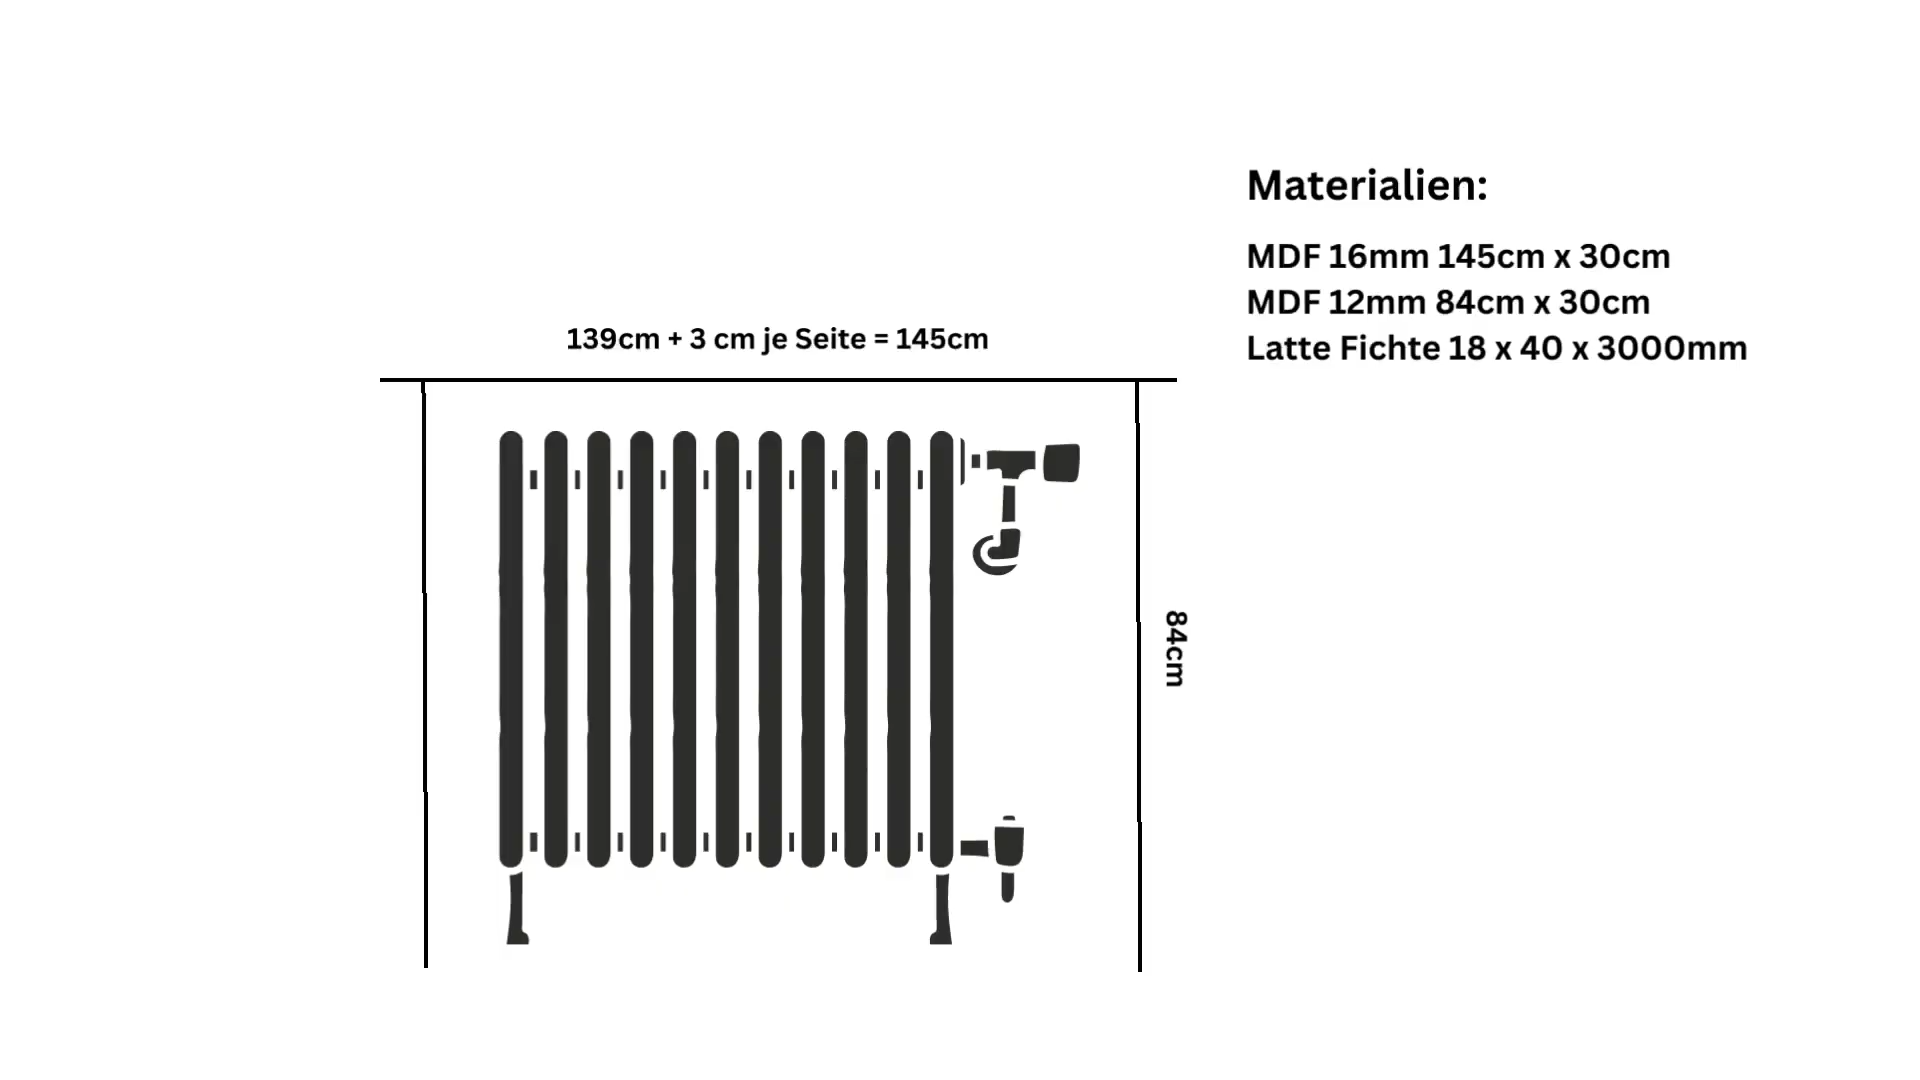 Materialien:
MDF 16mm 145cm x 30cm
MDF 12mm 84cm x 30cm
Latte Fichte 18 x 40 x 3000mm
139cm + 3 cm je Seite = 145cm
84cm